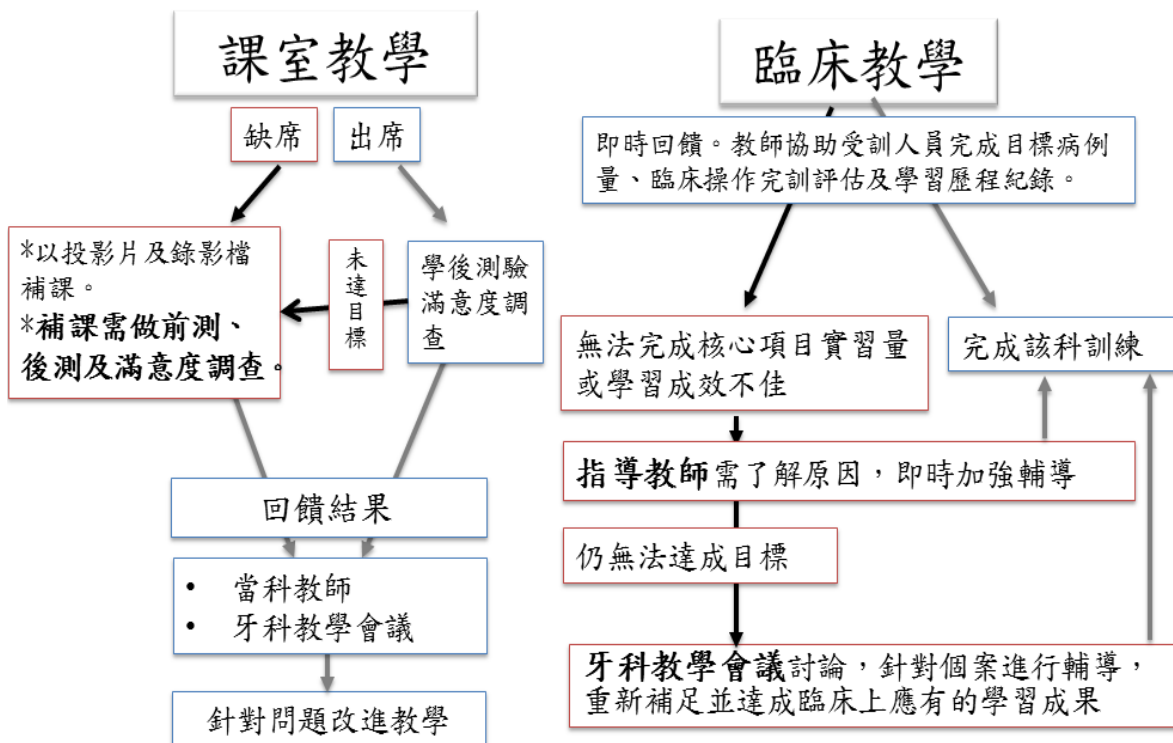 課室教學
缺席
出席
*以投影片及錄影檔
補課。
*補課需做前測、
後測及滿意度調查。
未達目標
學後測驗
滿意度調
查
回饋結果
• 當科教師
• 牙科教學會議
針對問題改進教學
臨床教學
即時回饋。教師協助受訓人員完成目標病例
量、臨床操作完訓評估及學習歷程紀錄。
無法完成核心項目實習量
或學習成效不佳
完成該科訓練
指導教師需了解原因，即時加強輔導
仍無法達成目標
牙科教學會議討論，針對個案進行輔導，
重新補足並達成臨床上應有的學習成果